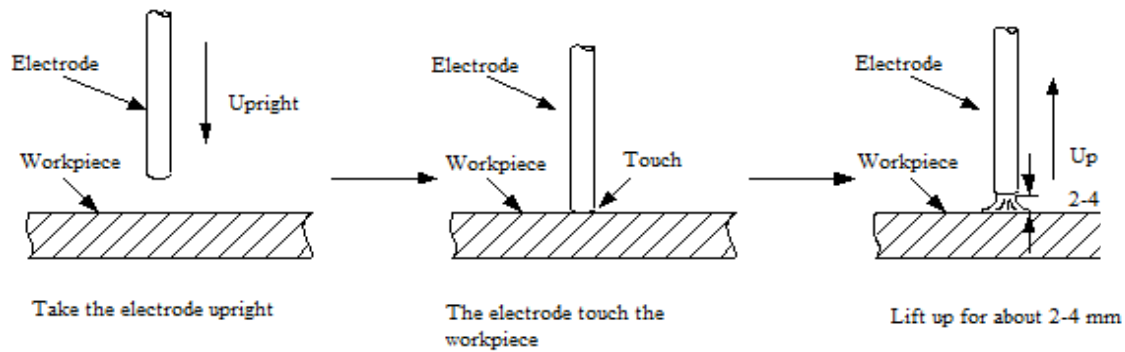 Electrode
Upright
Workpiece
Take the electrode upright
Electrode
Workpiece
Touch
The electrode touch the
workpiece
Electrode
Workpiece
Up
2-4
Lift up for about 2-4 mm